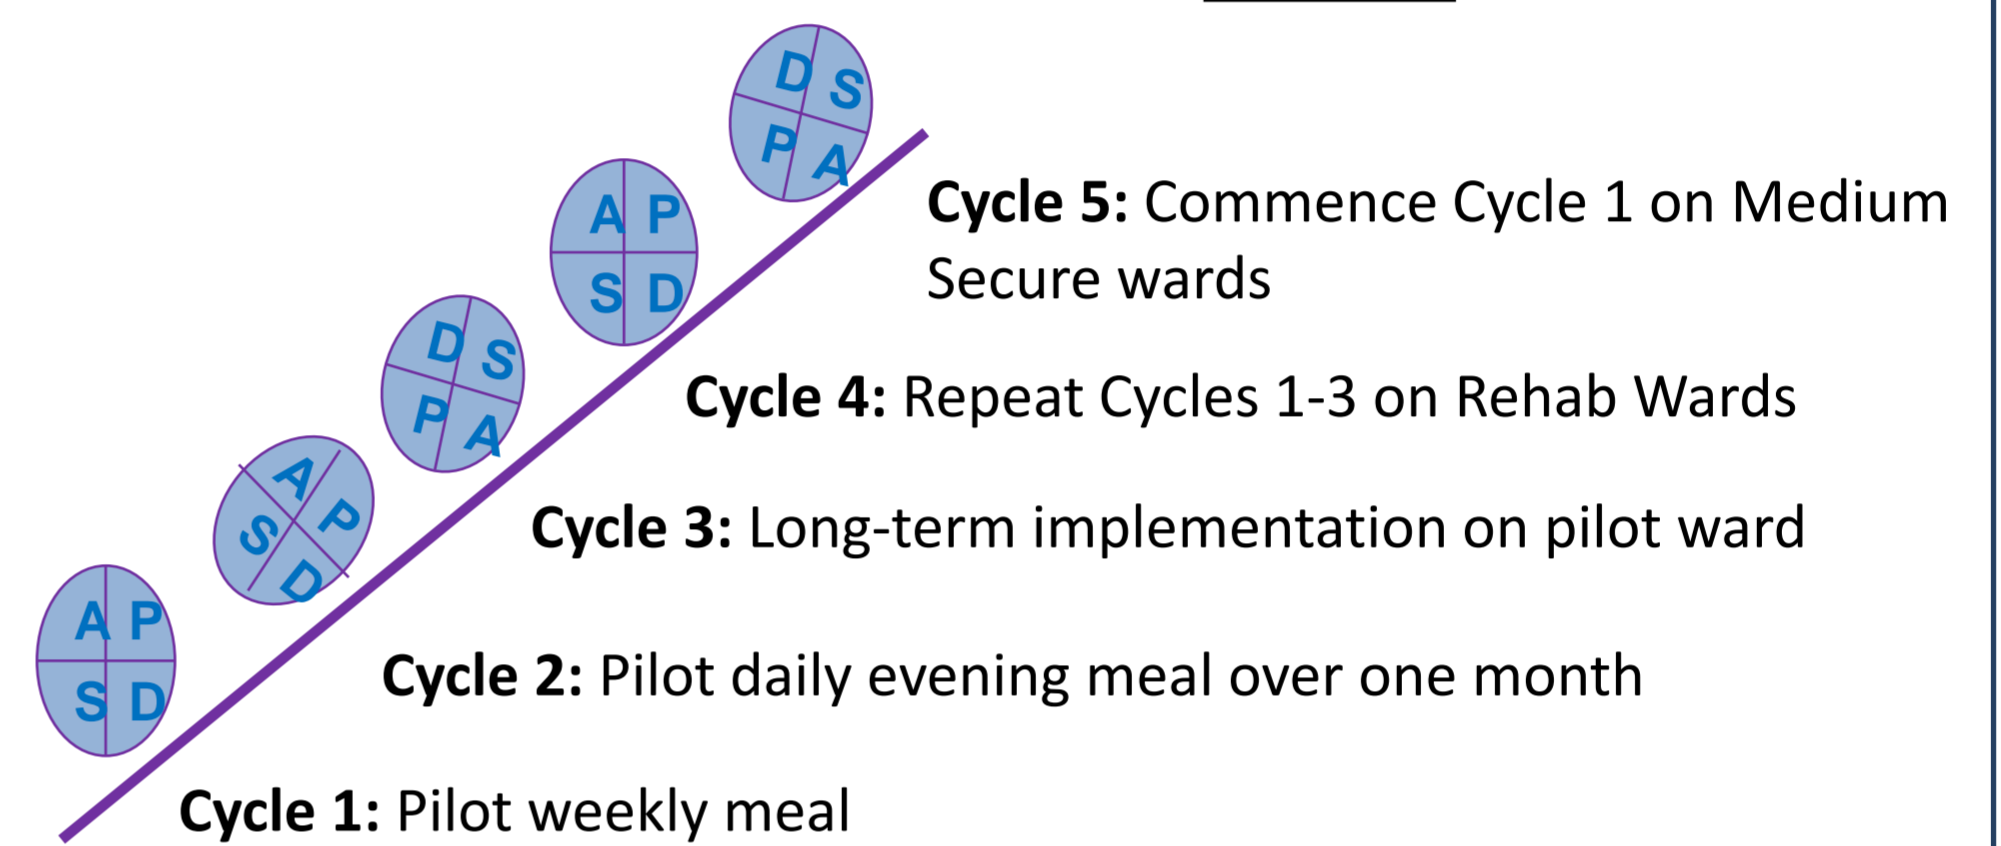 D S
P A
Cycle 5: Commence Cycle 1 on Medium
Secure wards
A P
S D
Cycle 4: Repeat Cycles 1-3 on Rehab Wards
D S
P A
Cycle 3: Long-term implementation on pilot ward
A P
S D
Cycle 2: Pilot daily evening meal over one month
A P
S D
Cycle 1: Pilot weekly meal